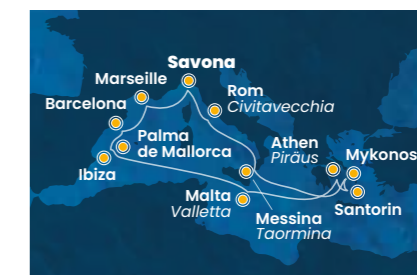 Savona
Marseille
Rom
Civitavecchia
Barcelona
Palma
de Mallorca
Athen
Piräus
Mykonos
Ibiza
Malta
Valletta
Messina
Taormina
Santorin